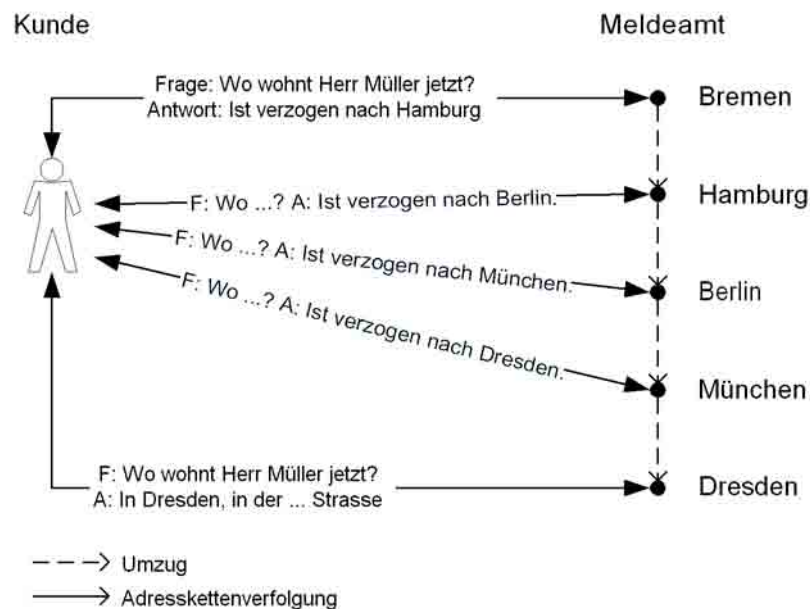 Kunde
Meldeamt
Frage: Wo wohnt Herr Müller jetzt?
Antwort: Ist verzogen nach Hamburg
Bremen
F: Wo ...? A: Ist verzogen nach Berlin.
Hamburg
F: Wo ...? A: Ist verzogen nach München.
Berlin
F: Wo ...? A: Ist verzogen nach Dresden.
München
F: Wo wohnt Herr Müller jetzt?
A: In Dresden, in der ... Strasse
Dresden
Umzug
Adresskettenverfolgung